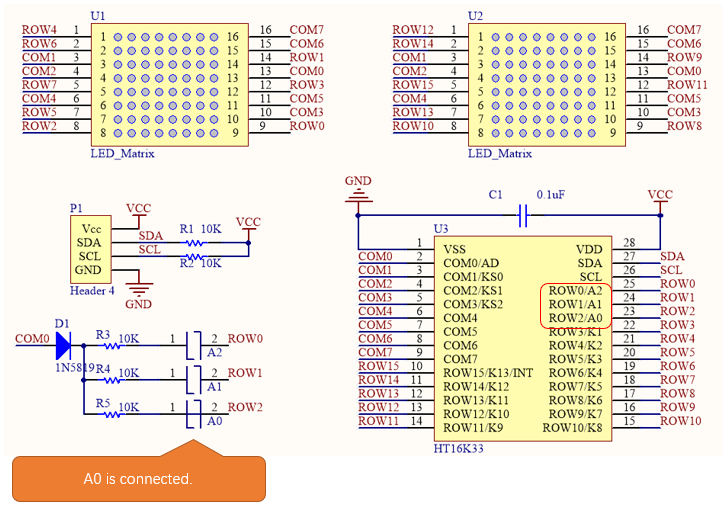 U1
ROW4 1 1 16 16 COM7
ROW6 2 2 15 15 COM6
COM1 3 3 14 14 ROW1
COM2 4 4 13 13 COM0
ROW7 5 5 12 12 ROW3
COM4 6 6 11 11 COM5
ROW5 7 7 10 10 COM3
ROW2 8 8 9 9 ROW0
LED_Matrix
U2
ROW12 1 1 16 16 COM7
ROW14 2 2 15 15 COM6
COM1 3 3 14 14 ROW9
COM2 4 4 13 13 COM0
ROW15 5 5 12 12 ROW11
COM4 6 6 11 11 COM5
ROW13 7 7 10 10 COM3
ROW10 8 8 9 9 ROW8
LED_Matrix
P1
VCC
Vcc
SDA SDA
SCL SCL
GND
Header 4
GND
R1 10K
VCC
R2 10K
GND
C1 0.1uF
VCC
U3
1 VSS VDD 28
COM0 2 COM0/AD SDA 27 SDA
COM1 3 COM1/KS0 SCL 26 SCL
COM2 4 COM2/KS1 ROW0/A2 25 ROW0
COM3 5 COM3/KS2 ROW1/A1 24 ROW1
COM4 6 COM4 ROW2/A0 23 ROW2
COM5 7 COM5 ROW3/K1 22 ROW3
COM6 8 COM6 ROW4/K2 21 ROW4
COM7 9 COM7 ROW5/K3 20 ROW5
ROW15 10 ROW15/K13/INT ROW6/K4 19 ROW6
ROW14 11 ROW14/K12 ROW7/K5 18 ROW7
ROW13 12 ROW13/K11 ROW8/K6 17 ROW8
ROW12 13 ROW12/K10 ROW9/K7 16 ROW9
ROW11 14 ROW11/K9 ROW10/K8 15 ROW10
HT16K33
D1
COM0
1N5819
R3 10K 1 2 ROW0
A2
R4 10K 1 2 ROW1
A1
R5 10K 1 2 ROW2
A0
A0 is connected.